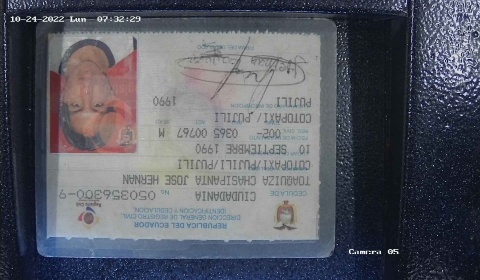 10-24-2022 Lun 07:32:29
REPUBLICA DEL ECUADOR
DIRECCION GENERAL DE REGISTRO CIVIL
IDENTIFICACION Y CEDULACION
CEDULA DE
CIUDADANIA No. 050356300-9
TOAQUIZA CHASIPANTA JOSE HERNAN
COTOPAXI/PUJILI/PUJILI
10 SEPTIEMBRE 1990
002- 0365 00767 M
COTOPAXI/ PUJILI
PUJILI 1990
Camera 05